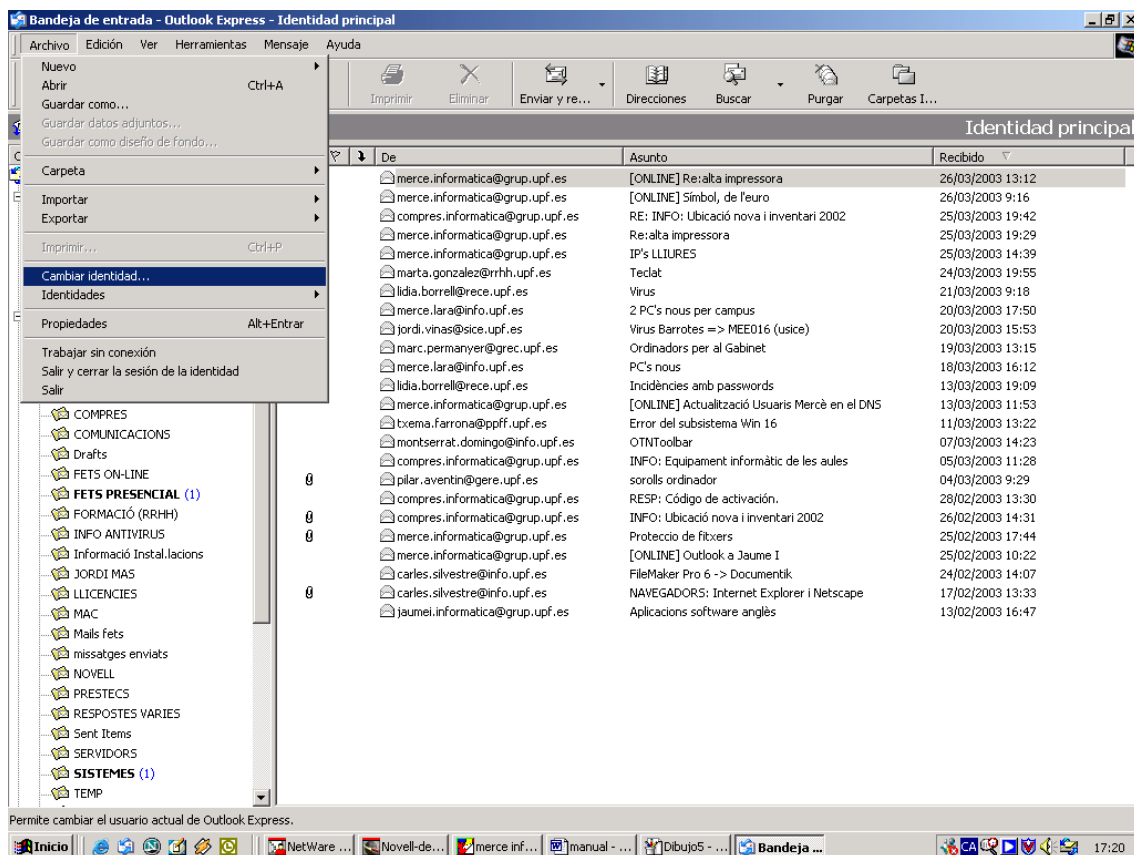 Bandeja de entrada - Outlook Express - Identidad principal
Archivo Edición Ver Herramientas Mensaje Ayuda
Nuevo
Abrir Ctrl+A
Guardar como...
Guardar datos adjuntos...
Guardar como diseño de fondo...
Carpeta
Importar
Exportar
Imprimir... Ctrl+P
Cambiar identidad...
Identidades
Propiedades Alt+Entrar
Trabajar sin conexión
Salir y cerrar la sesión de la identidad
Salir
Imprimir Eliminar Enviar y re... Direcciones Buscar Purgar Carpetas I...
Identidad principal
De Asunto Recibido
merce.informatica@grup.upf.es [ONLINE] Re:alta impressora 26/03/2003 13:12
merce.informatica@grup.upf.es [ONLINE] Símbol, de l'euro 26/03/2003 9:16
compres.informatica@grup.upf.es RE: INFO: Ubicació nova i inventari 2002 25/03/2003 19:42
merce.informatica@grup.upf.es Re:alta impressora 25/03/2003 19:29
merce.informatica@grup.upf.es IP's LLIURES 25/03/2003 14:39
marta.gonzalez@rrhh.upf.es Teclat 24/03/2003 19:55
lidia.borrell@rece.upf.es Virus 21/03/2003 9:18
merce.lara@info.upf.es 2 PC's nous per campus 20/03/2003 17:50
jordi.vinas@sice.upf.es Virus Barrotes => MEE016 (usice) 20/03/2003 15:53
marc.permanyer@grec.upf.es Ordinadors per al Gabinet 19/03/2003 13:15
merce.lara@info.upf.es PC's nous 18/03/2003 16:12
lidia.borrell@rece.upf.es Incidències amb passwords 13/03/2003 19:09
merce.informatica@grup.upf.es [ONLINE] Actualització Usuaris Mercè en el DNS 13/03/2003 11:53
txema.farrona@ppff.upf.es Error del subsistema Win 16 11/03/2003 13:22
montserrat.domingo@info.upf.es OTNToolbar 07/03/2003 14:23
compres.informatica@grup.upf.es INFO: Equipament informàtic de les aules 05/03/2003 11:28
pilar.aventin@gere.upf.es sorolls ordinador 04/03/2003 9:29
compres.informatica@grup.upf.es RESP: Código de activación. 28/02/2003 13:30
compres.informatica@grup.upf.es INFO: Ubicació nova i inventari 2002 26/02/2003 14:31
merce.informatica@grup.upf.es Proteccio de fitxers 25/02/2003 17:44
merce.informatica@grup.upf.es [ONLINE] Outlook a Jaume I 25/02/2003 10:22
carles.silvestre@info.upf.es FileMaker Pro 6 -> Documentik 24/02/2003 14:07
carles.silvestre@info.upf.es NAVEGADORS: Internet Explorer i Netscape 17/02/2003 13:33
jaumei.informatica@grup.upf.es Aplicacions software anglès 13/02/2003 16:47
COMPRES
COMUNICACIONS
Drafts
FETS ON-LINE
FETS PRESENCIAL (1)
FORMACIÓ (RRHH)
INFO ANTIVIRUS
Informació Instal.lacions
JORDI MAS
LLICENCIES
MAC
Mails fets
missatges enviats
NOVELL
PRESTECS
RESPOSTES VARIES
Sent Items
SERVIDORS
SISTEMES (1)
TEMP
Permite cambiar el usuario actual de Outlook Express.
Inicio NetWare ... Novell-de... merce inf... manual - ... Dibujo5 - ... Bandeja ... CA 17:20